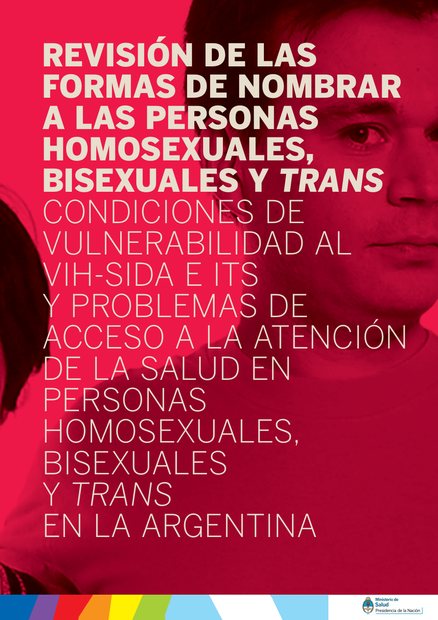 REVISIÓN DE LAS
FORMAS DE NOMBRAR
A LAS PERSONAS
HOMOSEXUALES,
BISEXUALES Y TRANS
CONDICIONES DE
VULNERABILIDAD AL
VIH-SIDA E ITS
Y PROBLEMAS DE
ACCESO A LA ATENCIÓN
DE LA SALUD EN
PERSONAS
HOMOSEXUALES,
BISEXUALES
Y TRANS
EN LA ARGENTINA
Ministerio de
Salud
Presidencia de la Nación